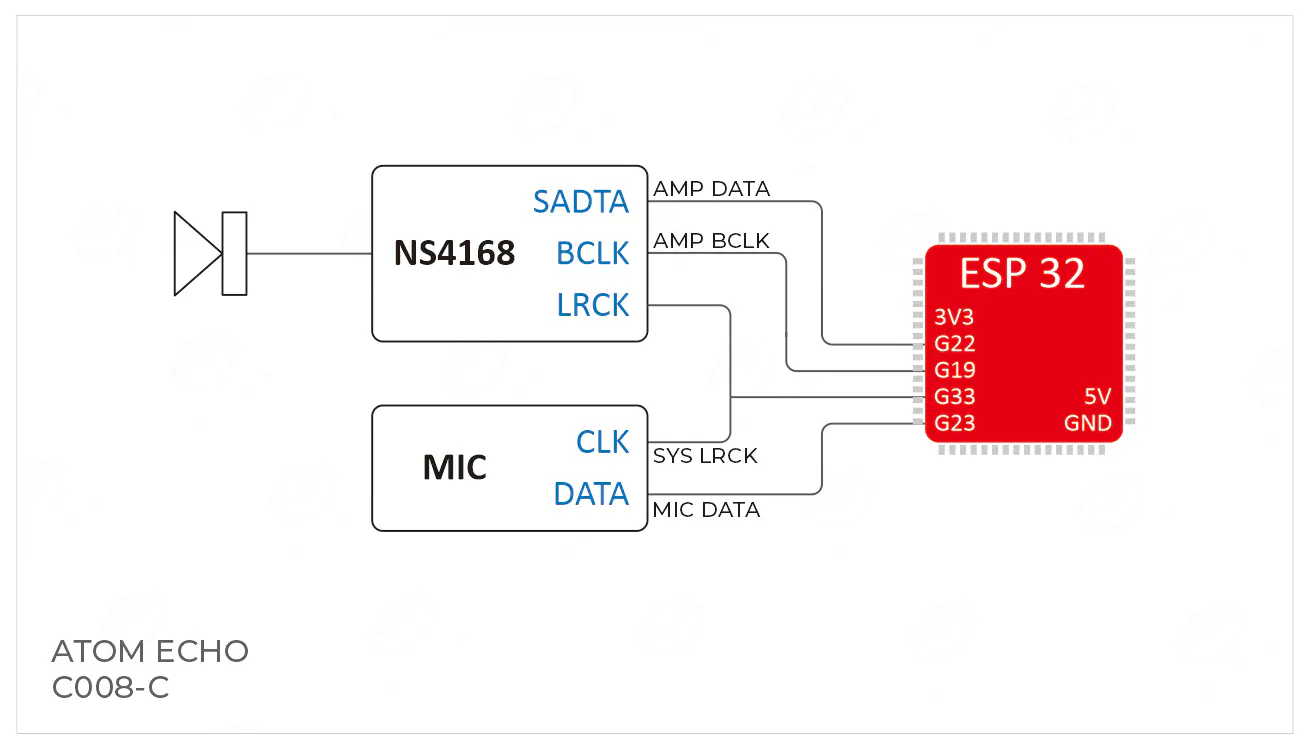 SADTA
AMP DATA
NS4168
BCLK
AMP BCLK
LRCK
ESP 32
3V3
G22
G19
G33
5V
G23
GND
MIC
CLK
SYS LRCK
DATA
MIC DATA
ATOM ECHO
C008-C